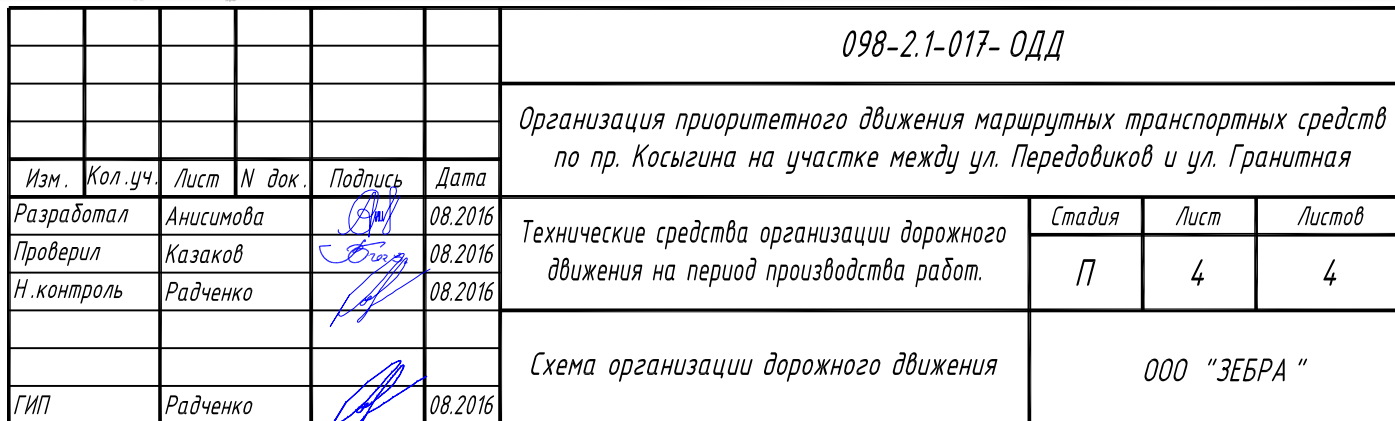 098-2.1-017- ОДД
Организация приоритетного движения маршрутных транспортных средств
по пр. Косыгина на участке между ул. Передовиков и ул. Гранитная
Изм. Кол.уч. Лист N док. Подпись Дата
Разработал Анисимова 08.2016
Проверил Казаков 08.2016
Н.контроль Радченко 08.2016
ГИП Радченко 08.2016
Технические средства организации дорожного
движения на период производства работ.
Стадия Лист Листов
П 4 4
Схема организации дорожного движения
ООО "ЗЕБРА"